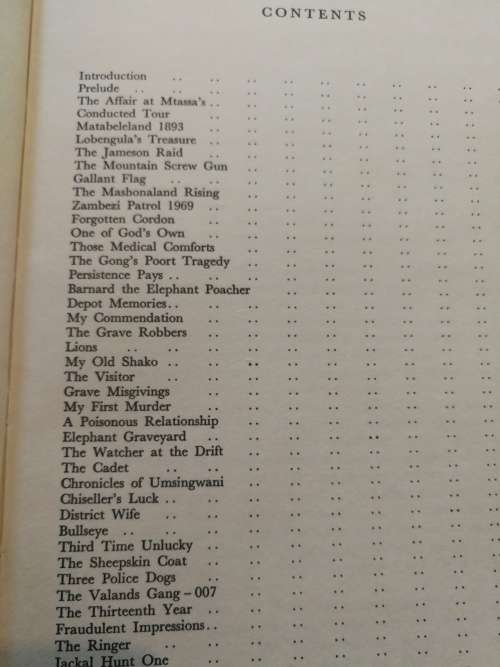 CONTENTS
Introduction .. .. .. .. .. .. .. .. ..
Prelude .. .. .. .. .. .. .. .. .. ..
The Affair at Mtassa's .. .. .. .. .. .. .. ..
Conducted Tour .. .. .. .. .. .. .. ..
Matabeleland 1893 .. .. .. .. .. .. .. ..
Lobengula's Treasure .. .. .. .. .. .. .. ..
The Jameson Raid .. .. .. .. .. .. .. ..
The Mountain Screw Gun .. .. .. .. .. .. ..
Gallant Flag .. .. .. .. .. .. .. .. ..
The Mashonaland Rising .. .. .. .. .. .. ..
Zambezi Patrol 1969 .. .. .. .. .. .. .. ..
Forgotten Cordon .. .. .. .. .. .. .. ..
One of God's Own .. .. .. .. .. .. .. ..
Those Medical Comforts .. .. .. .. .. .. ..
The Gong's Poort Tragedy .. .. .. .. .. .. ..
Persistence Pays .. .. .. .. .. .. .. .. ..
Barnard the Elephant Poacher .. .. .. .. .. ..
Depot Memories .. .. .. .. .. .. .. .. ..
My Commendation .. .. .. .. .. .. .. ..
The Grave Robbers .. .. .. .. .. .. .. ..
Lions .. .. .. .. .. .. .. .. .. ..
My Old Shako .. .. .. .. .. .. .. .. ..
The Visitor .. .. .. .. .. .. .. .. ..
Grave Misgivings .. .. .. .. .. .. .. ..
My First Murder .. .. .. .. .. .. .. ..
A Poisonous Relationship .. .. .. .. .. .. ..
Elephant Graveyard .. .. .. .. .. .. .. ..
The Watcher at the Drift .. .. .. .. .. .. ..
The Cadet .. .. .. .. .. .. .. .. ..
Chronicles of Umsingwani .. .. .. .. .. .. ..
Chiseller's Luck .. .. .. .. .. .. .. .. ..
District Wife .. .. .. .. .. .. .. .. ..
Bullseye .. .. .. .. .. .. .. .. .. ..
Third Time Unlucky .. .. .. .. .. .. .. ..
The Sheepskin Coat .. .. .. .. .. .. .. ..
Three Police Dogs .. .. .. .. .. .. .. ..
The Valands Gang – 007 .. .. .. .. .. .. ..
The Thirteenth Year .. .. .. .. .. .. .. ..
Fraudulent Impressions .. .. .. .. .. .. .. ..
The Ringer .. .. .. .. .. .. .. .. ..
Jackal Hunt One .. .. .. .. .. .. .. ..